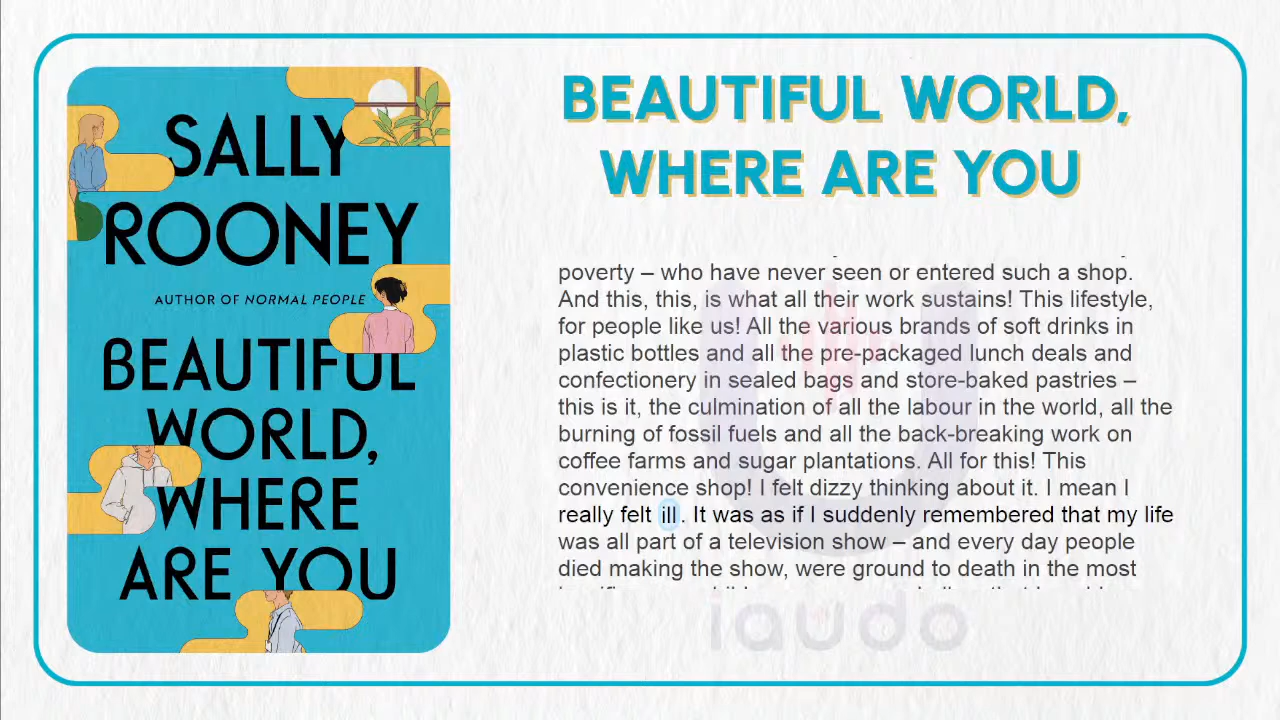 SALLY
ROONEY
AUTHOR OF NORMAL PEOPLE
BEAUTIFUL
WORLD,
WHERE
ARE YOU
BEAUTIFUL WORLD,
WHERE ARE YOU
poverty – who have never seen or entered such a shop.
And this, this, is what all their work sustains! This lifestyle,
for people like us! All the various brands of soft drinks in
plastic bottles and all the pre-packaged lunch deals and
confectionery in sealed bags and store-baked pastries –
this is it, the culmination of all the labour in the world, all the
burning of fossil fuels and all the back-breaking work on
coffee farms and sugar plantations. All for this! This
convenience shop! I felt dizzy thinking about it. I mean I
really felt ill. It was as if I suddenly remembered that my life
was all part of a television show – and every day people
died making the show, were ground to death in the most
iaudo